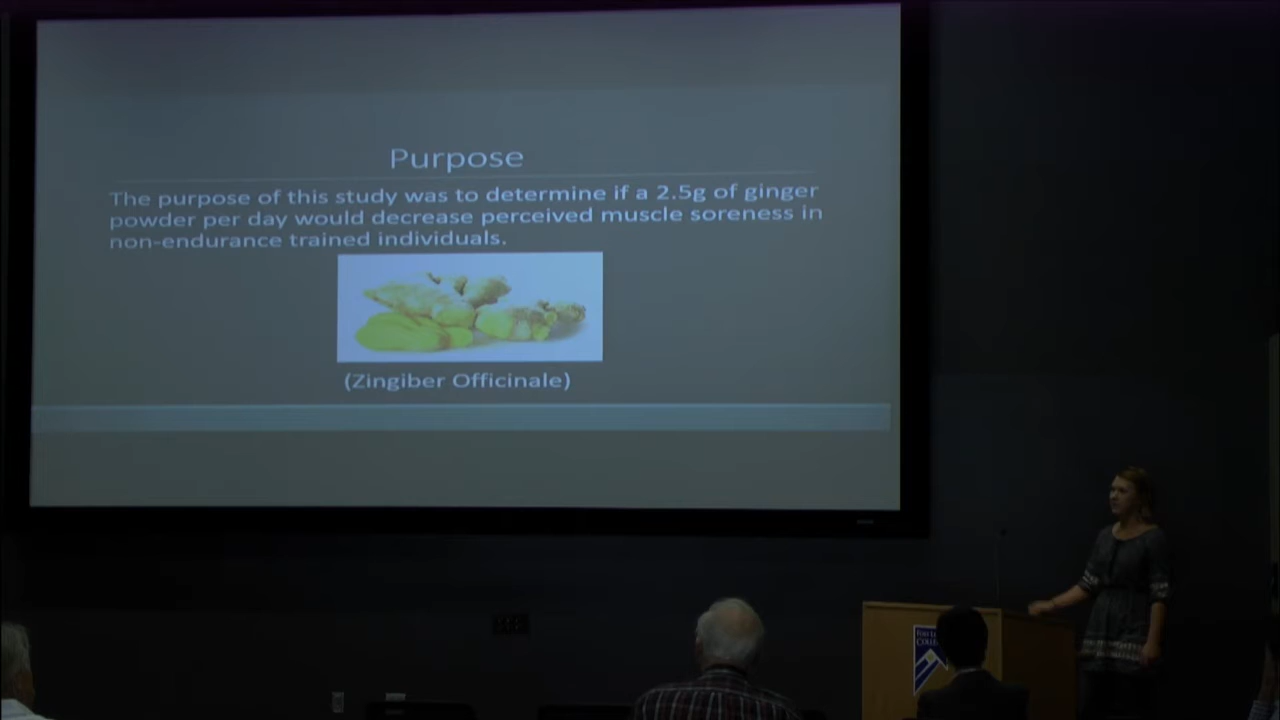 Purpose
The purpose of this study was to determine if a 2.5g of ginger
powder per day would decrease perceived muscle soreness in
non-endurance trained individuals.
(Zingiber Officinale)